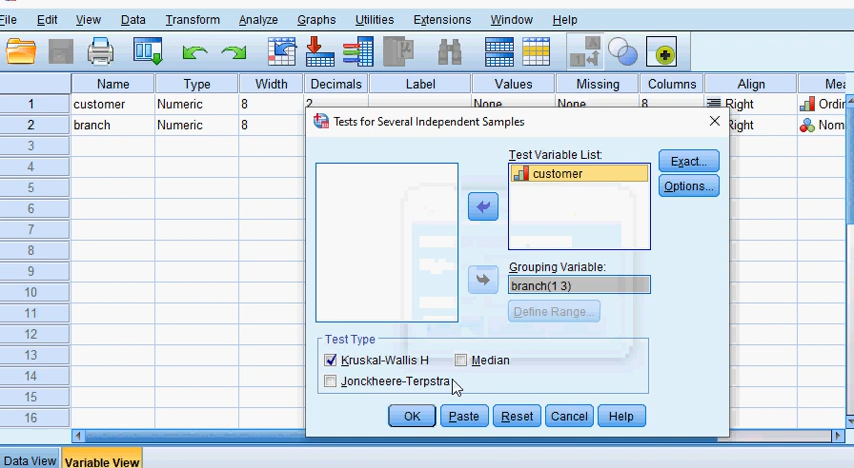 File Edit View Data Transform Analyze Graphs Utilities Extensions Window Help
Name Type Width Decimals Label Values Missing Columns Align Mea
1 customer Numeric 8 2 None None 8 Right Ordin
2 branch Numeric 8 Right Nom
3
4
5
6
7
8
9
10
11
12
13
14
15
16
Tests for Several Independent Samples
Test Variable List:
customer
Exact...
Options...
Grouping Variable:
branch(1 3)
Define Range...
Test Type
Kruskal-Wallis H Median
Jonckheere-Terpstra
OK Paste Reset Cancel Help
Data View Variable View